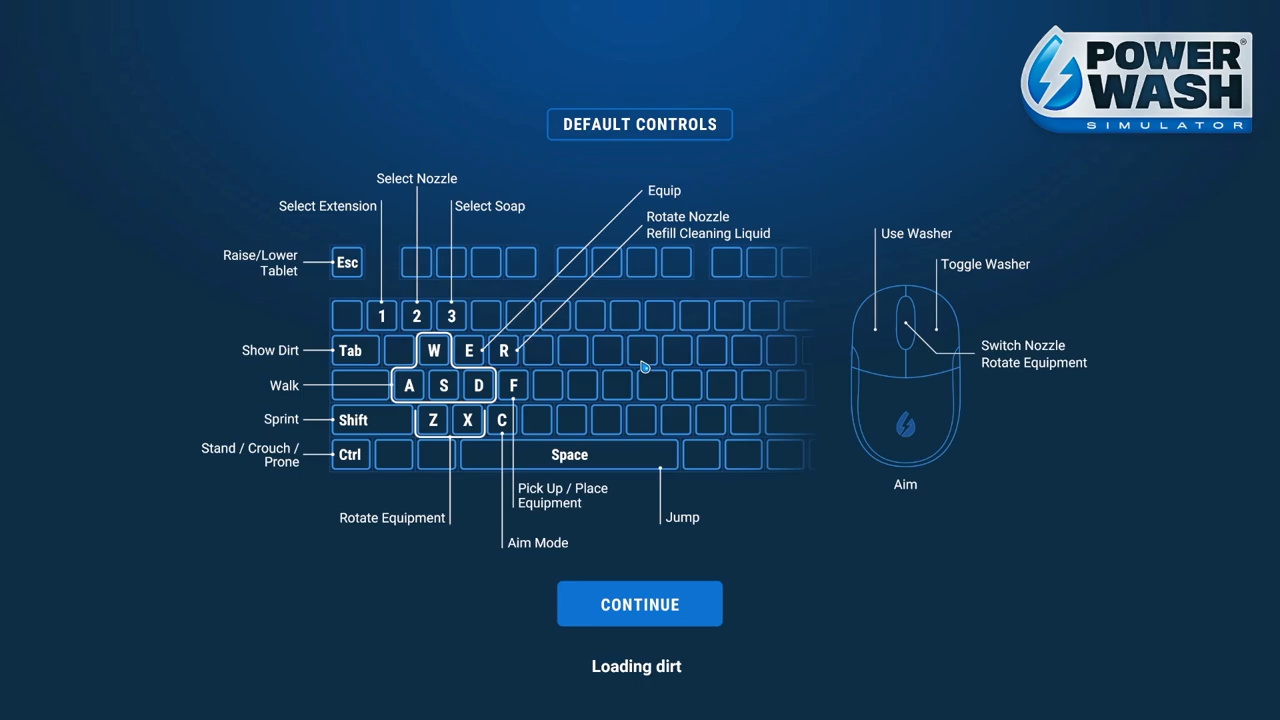 POWER
WASH
SIMULATOR
DEFAULT CONTROLS
Select Nozzle
Select Extension
Select Soap
Equip
Rotate Nozzle
Refill Cleaning Liquid
Raise/Lower
Tablet
Esc
1 2 3
Show Dirt
Tab W E R
Walk
A S D F
Sprint
Shift Z X C
Stand / Crouch /
Prone
Ctrl Space
Rotate Equipment
Pick Up / Place
Equipment
Aim Mode
Jump
Use Washer
Toggle Washer
Switch Nozzle
Rotate Equipment
Aim
CONTINUE
Loading dirt